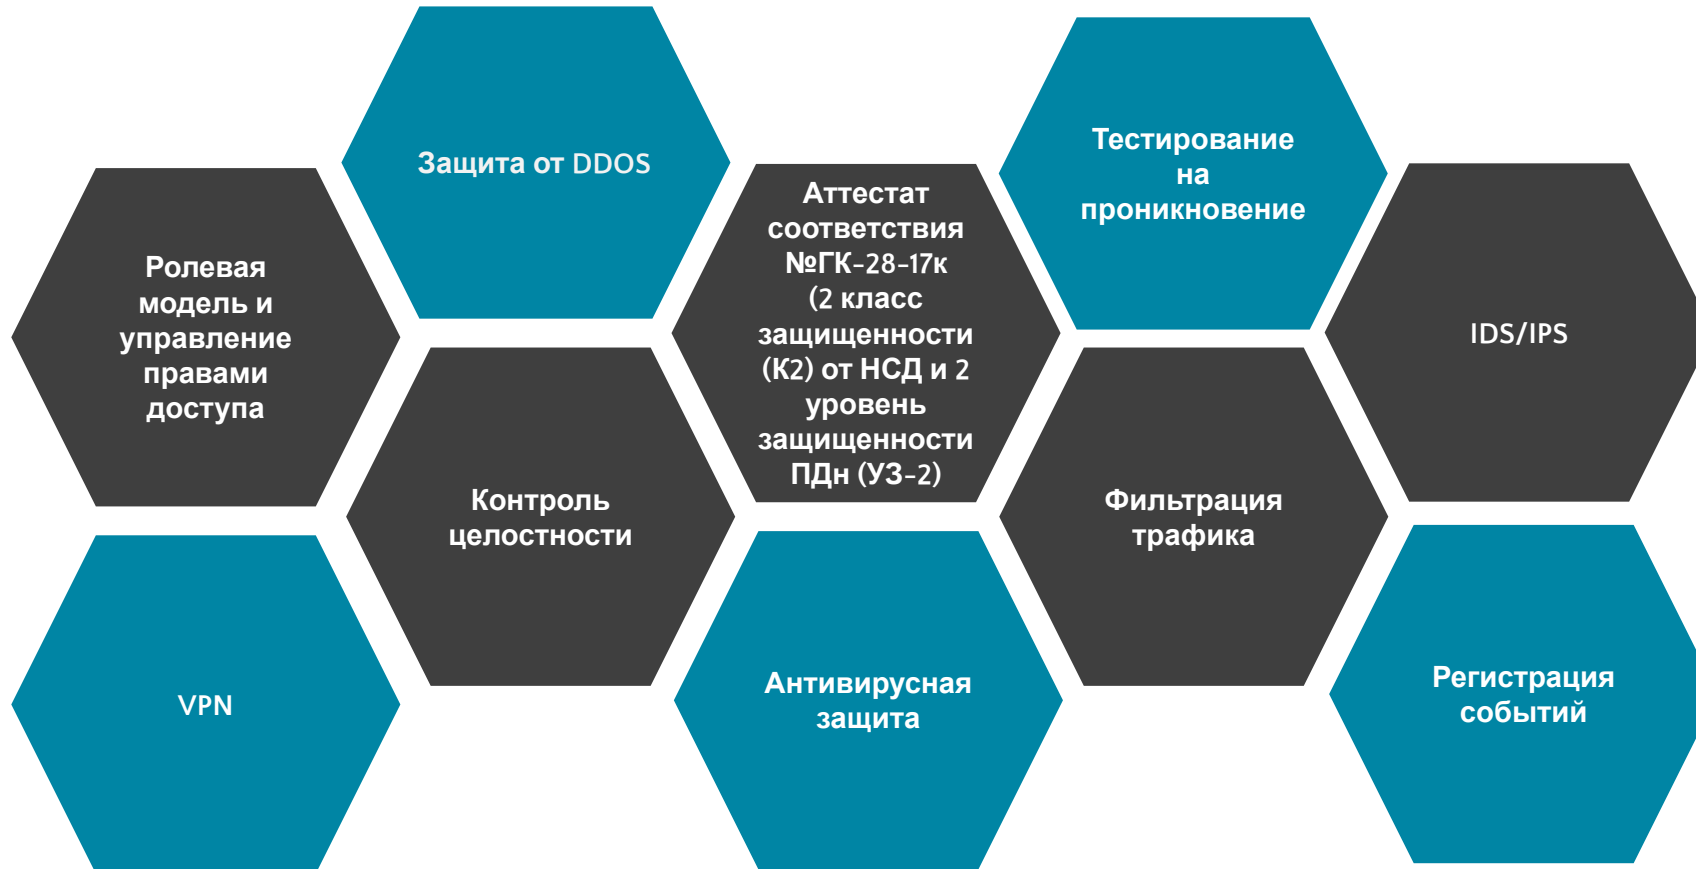 Защита от DDOS
Тестирование
на
проникновение
Ролевая
модель и
управление
правами
доступа
Аттестат
соответствия
№ГК-28-17к
(2 класс
защищенности
(К2) от НСД и 2
уровень
защищенности
ПДн (УЗ-2)
IDS/IPS
Контроль
целостности
Фильтрация
трафика
VPN
Антивирусная
защита
Регистрация
событий